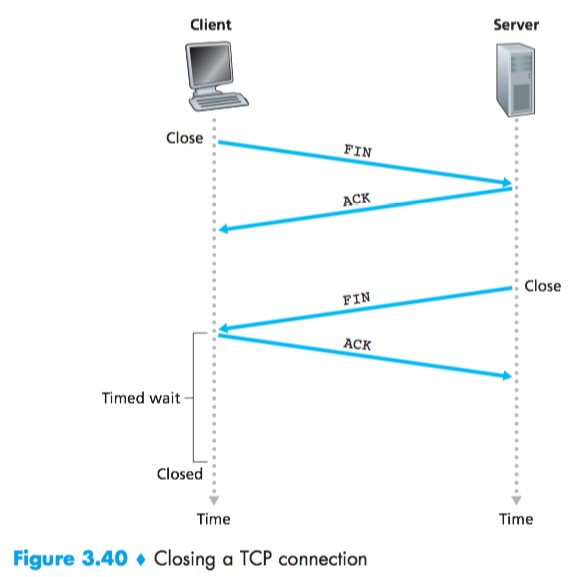 Client Server
Close
FIN
ACK
Close
FIN
ACK
Timed wait
Closed
Time Time
Figure 3.40 ♦ Closing a TCP connection